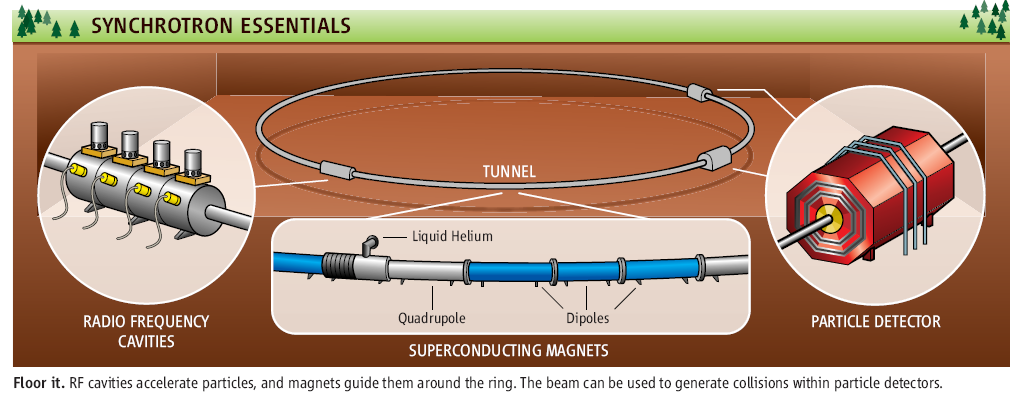 SYNCHROTRON ESSENTIALS
TUNNEL
Liquid Helium
Quadrupole
Dipoles
RADIO FREQUENCY
CAVITIES
PARTICLE DETECTOR
SUPERCONDUCTING MAGNETS
Floor it. RF cavities accelerate particles, and magnets guide them around the ring. The beam can be used to generate collisions within particle detectors.